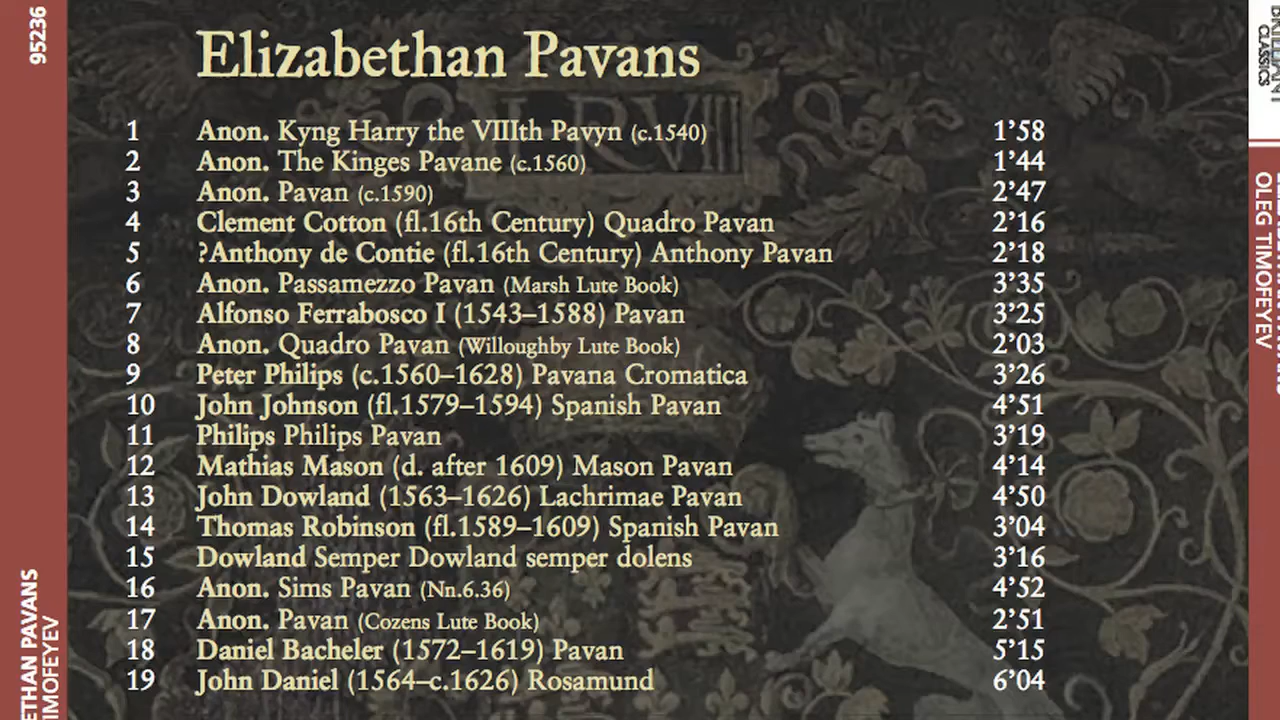 95236
Elizabethan Pavans
1 Anon. Kyng Harry the VIIIth Pavyn (c.1540) 1’58
2 Anon. The Kinges Pavane (c.1560) 1’44
3 Anon. Pavan (c.1590) 2’47
4 Clement Cotton (fl.16th Century) Quadro Pavan 2’16
5 ?Anthony de Contie (fl.16th Century) Anthony Pavan 2’18
6 Anon. Passamezzo Pavan (Marsh Lute Book) 3’35
7 Alfonso Ferrabosco I (1543–1588) Pavan 3’25
8 Anon. Quadro Pavan (Willoughby Lute Book) 2’03
9 Peter Philips (c.1560–1628) Pavana Cromatica 3’26
10 John Johnson (fl.1579–1594) Spanish Pavan 4’51
11 Philips Philips Pavan 3’19
12 Mathias Mason (d. after 1609) Mason Pavan 4’14
13 John Dowland (1563–1626) Lachrimae Pavan 4’50
14 Thomas Robinson (fl.1589–1609) Spanish Pavan 3’04
15 Dowland Semper Dowland semper dolens 3’16
16 Anon. Sims Pavan (Nn.6.36) 4’52
17 Anon. Pavan (Cozens Lute Book) 2’51
18 Daniel Bacheler (1572–1619) Pavan 5’15
19 John Daniel (1564–c.1626) Rosamund 6’04
ETHAN PAVANS
IMOFEYEV
CLASSICS
OLEG TIMOFEYEV